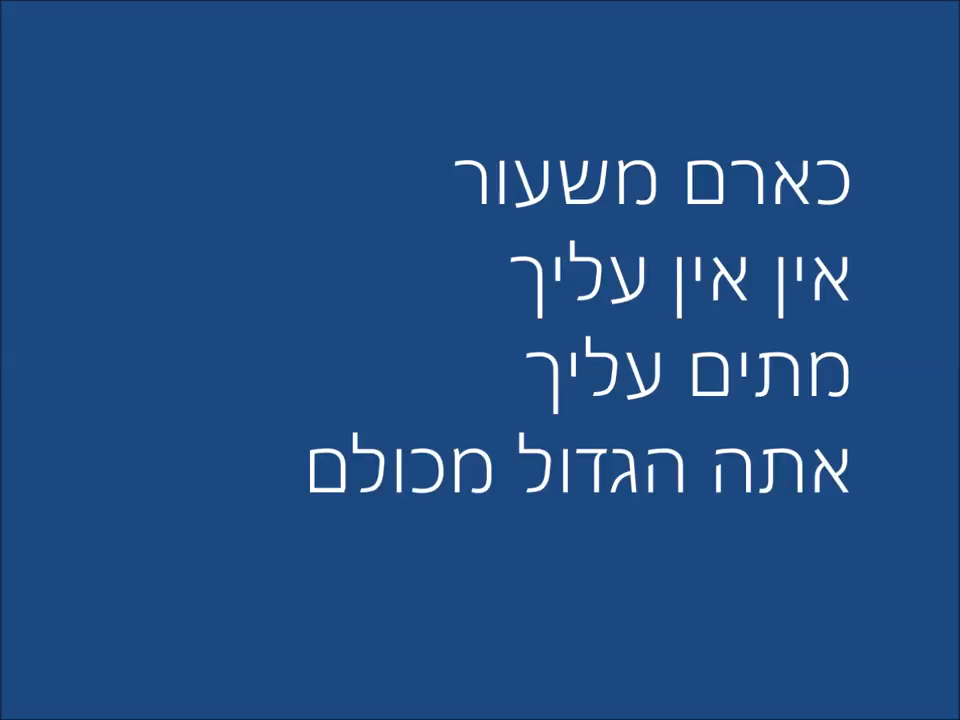 כארם משעור
אין אין עליך
מתים עליך
אתה הגדול מכולם